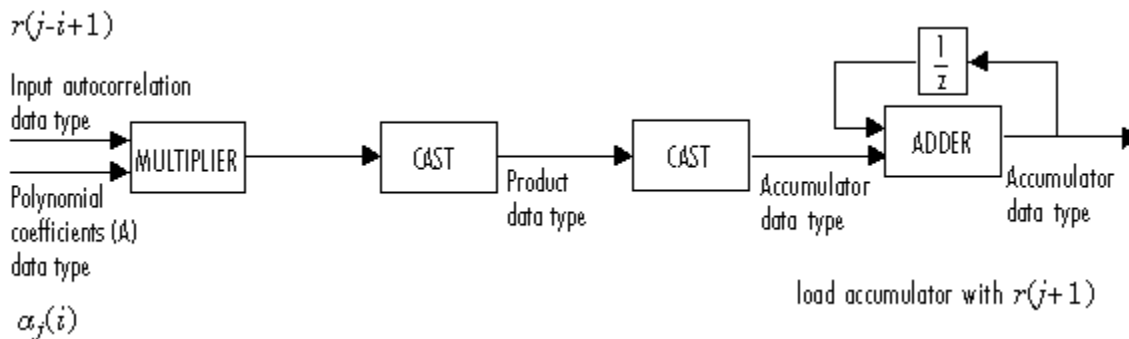 r(j-i+1)
Input autocorrelation
data type
MULTIPLIER
Polynomial
coefficients (A)
data type
a_j(i)
CAST
Product
data type
CAST
Accumulator
data type
1
z
ADDER
Accumulator
data type
load accumulator with r(j+1)